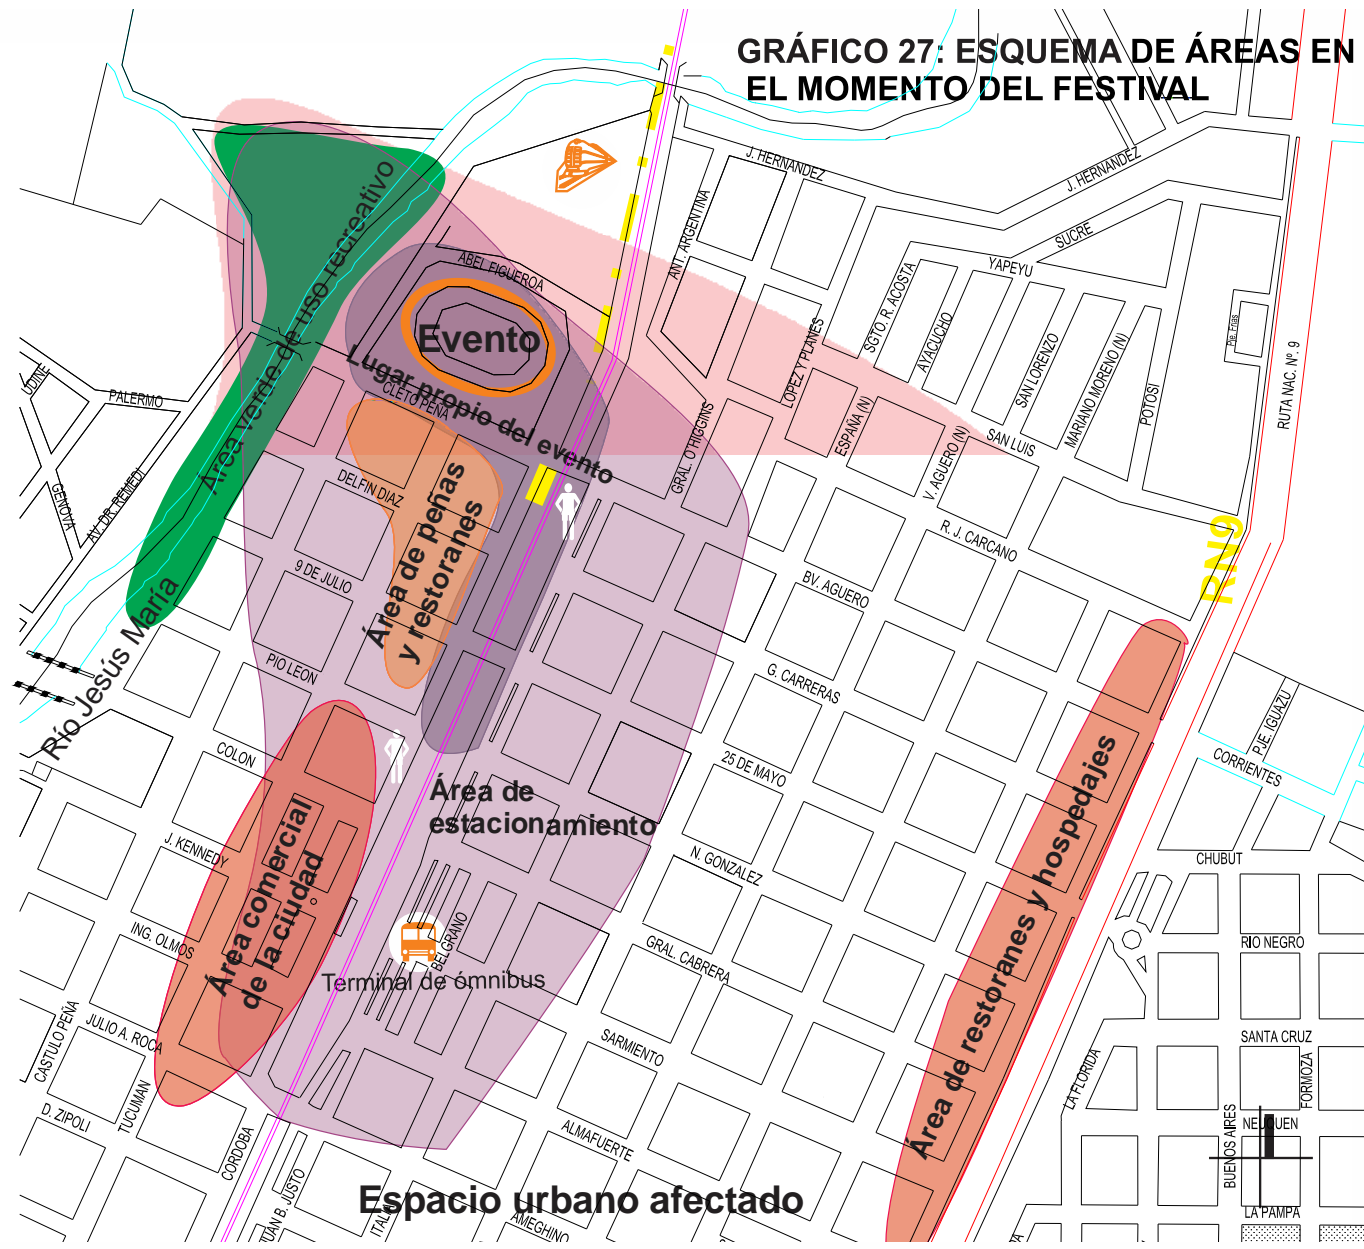 GRÁFICO 27: ESQUEMA DE ÁREAS EN
EL MOMENTO DEL FESTIVAL
J. HERNANDEZ
J. HERNANDEZ
ANT. ARGENTINA
SUCRE
YAPEYU
SGTO. R. ACOSTA
AYACUCHO
SAN LORENZO
MARIANO MORENO (N)
POTOSI
RUTA NAC. Nº. 9
ABEL FIGUEROA
Evento
Lugar propio del evento
Área verde de uso recreativo
LOPEZ Y PLANES
ESPAÑA (N)
V. AGUERO (N)
SAN LUIS
GRAL. O'HIGGINS
UDINE
PALERMO
GENOVA
AV. DR. REMEDI
CLETO PEÑA
DELFIN DIAZ
Área de peñas
y restoranes
R. J. CARCANO
BV. AGUERO
RN9
9 DE JULIO
PIO LEON
G. CARRERAS
Río Jesús María
COLON
25 DE MAYO
PJE. IGUAZU
CORRIENTES
Área de
estacionamiento
J. KENNEDY
N. GONZALEZ
CHUBUT
Área comercial
de la ciudad
Área de restoranes y hospedajes
ING. OLMOS
BELGRANO
GRAL. CABRERA
RIO NEGRO
Terminal de ómnibus
CASTULO PEÑA
JULIO A. ROCA
SARMIENTO
SANTA CRUZ
FORMOZA
LA FLORIDA
TUCUMAN
D. ZIPOLI
CORDOBA
ALMAFUERTE
BUENOS AIRES
NEUQUEN
Espacio urbano afectado
JUAN B. JUSTO
ITALIA
AMEGHINO
LA PAMPA